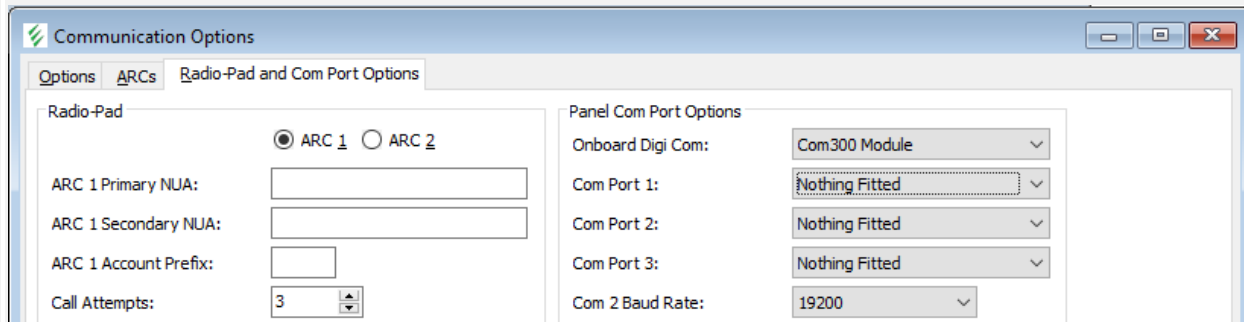 Communication Options
Options ARCs Radio-Pad and Com Port Options
Radio-Pad
ARC 1 ARC 2
ARC 1 Primary NUA:
ARC 1 Secondary NUA:
ARC 1 Account Prefix:
Call Attempts: 3
Panel Com Port Options
Onboard Digi Com: Com300 Module
Com Port 1: Nothing Fitted
Com Port 2: Nothing Fitted
Com Port 3: Nothing Fitted
Com 2 Baud Rate: 19200